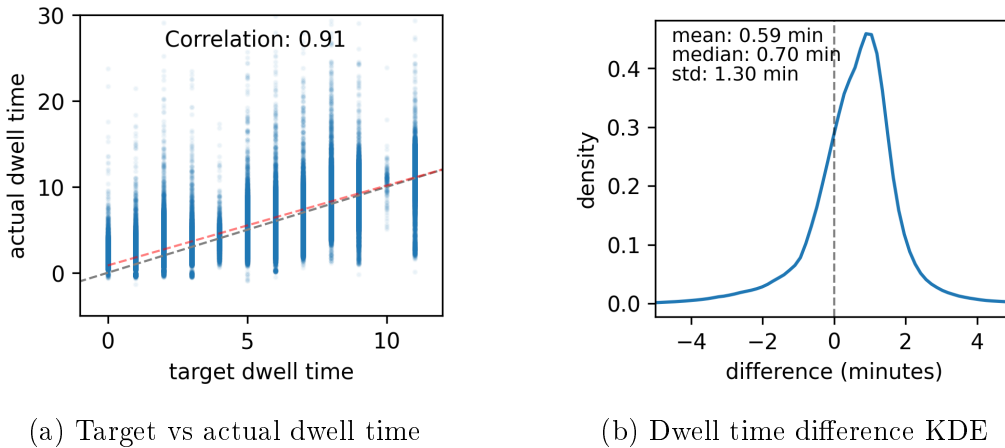 Correlation: 0.91
30
20
10
0
0
5
10
actual dwell time
target dwell time
(a) Target vs actual dwell time
mean: 0.59 min
median: 0.70 min
std: 1.30 min
0.4
0.3
0.2
0.1
0.0
−4
−2
0
2
4
density
difference (minutes)
(b) Dwell time difference KDE